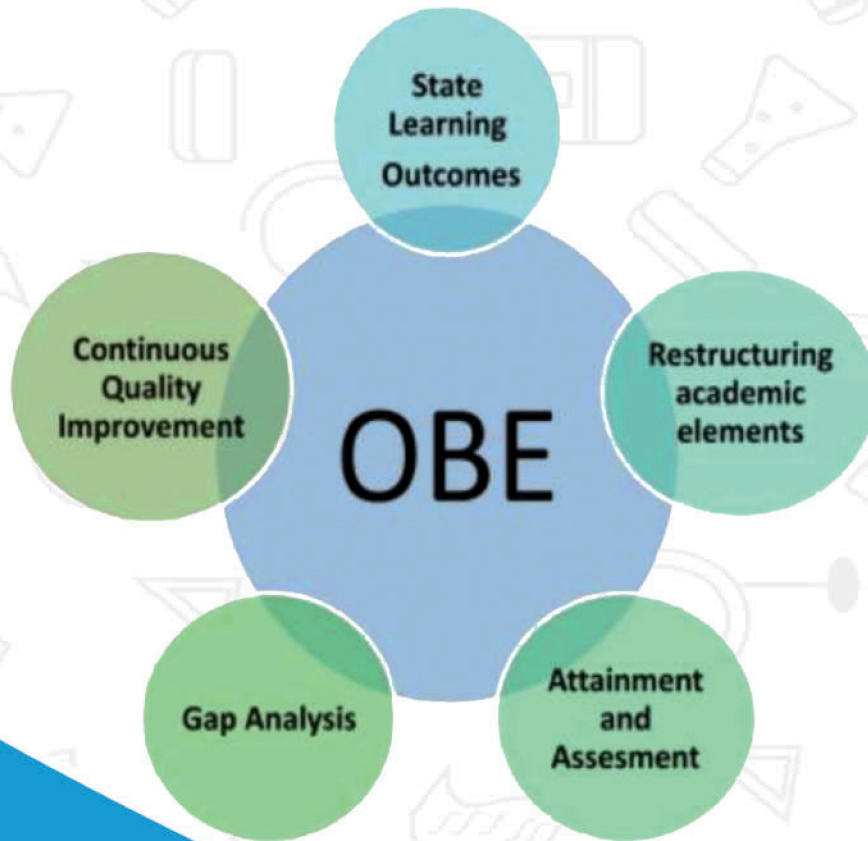 State
Learning
Outcomes
Continuous
Quality
Improvement
OBE
Restructuring
academic
elements
Gap Analysis
Attainment
and
Assesment